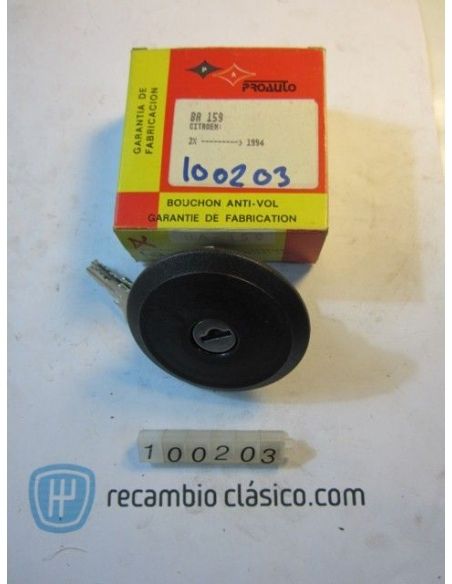 GARANTIA DE
FABRICACION
PROAUTO
BR 159
CITROEN:
ZX ---------> 1994
100203
BOUCHON ANTI-VOL
GARANTIE DE FABRICATION
100203
recambio clásico.com